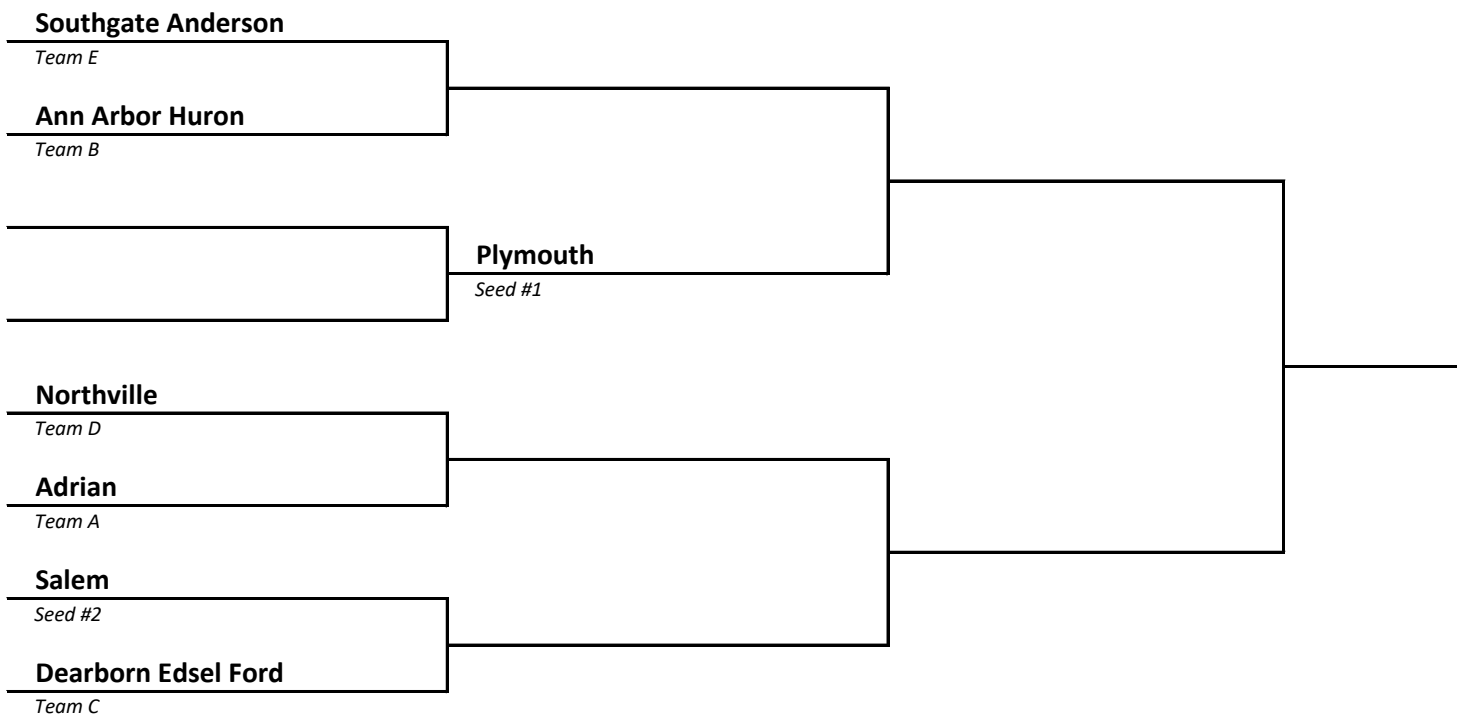 Southgate Anderson
Team E
Ann Arbor Huron
Team B
Plymouth
Seed #1
Northville
Team D
Adrian
Team A
Salem
Seed #2
Dearborn Edsel Ford
Team C